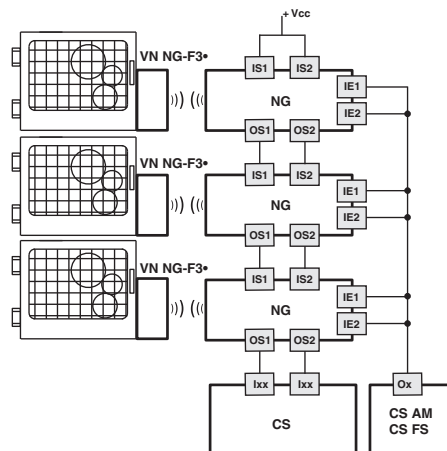 + Vcc
VN NG-F3•
IS1 IS2
NG
IE1
IE2
OS1 OS2
VN NG-F3•
IS1 IS2
NG
IE1
IE2
OS1 OS2
VN NG-F3•
IS1 IS2
NG
IE1
IE2
OS1 OS2
Ixx Ixx
Ox
CS
CS AM
CS FS